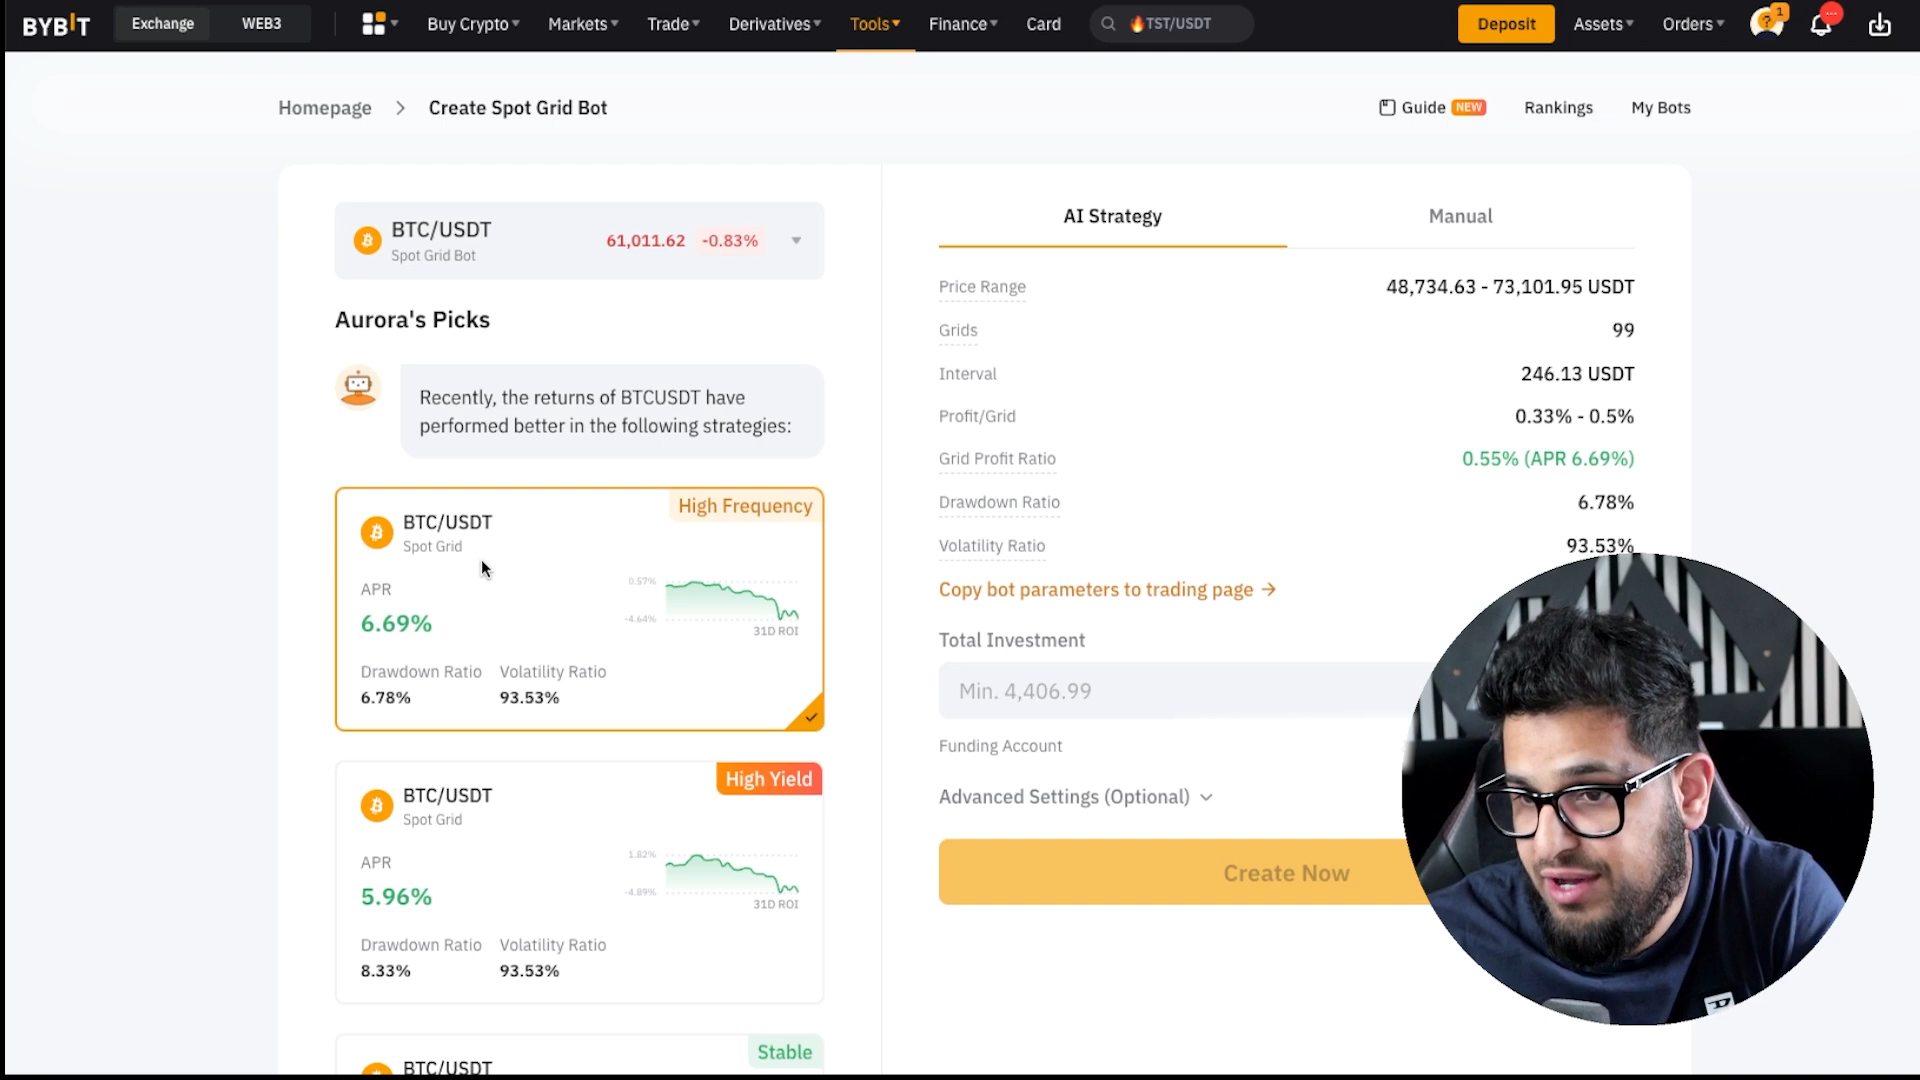 BYBIT
Exchange
WEB3
Buy Crypto
Markets
Trade
Derivatives
Tools
Finance
Card
TST/USDT
Deposit
Assets
Orders
1
Homepage > Create Spot Grid Bot
Guide NEW
Rankings
My Bots
BTC/USDT
Spot Grid Bot
61,011.62 -0.83%
Aurora's Picks
Recently, the returns of BTCUSDT have
performed better in the following strategies:
High Frequency
BTC/USDT
Spot Grid
APR
6.69%
0.57%
-4.64%
31D ROI
Drawdown Ratio Volatility Ratio
6.78% 93.53%
High Yield
BTC/USDT
Spot Grid
APR
5.96%
1.82%
-4.89%
31D ROI
Drawdown Ratio Volatility Ratio
8.33% 93.53%
Stable
BTC/USDT
AI Strategy
Manual
Price Range 48,734.63 - 73,101.95 USDT
Grids 99
Interval 246.13 USDT
Profit/Grid 0.33% - 0.5%
Grid Profit Ratio 0.55% (APR 6.69%)
Drawdown Ratio 6.78%
Volatility Ratio 93.53%
Copy bot parameters to trading page →
Total Investment
Min. 4,406.99
Funding Account
Advanced Settings (Optional)
Create Now